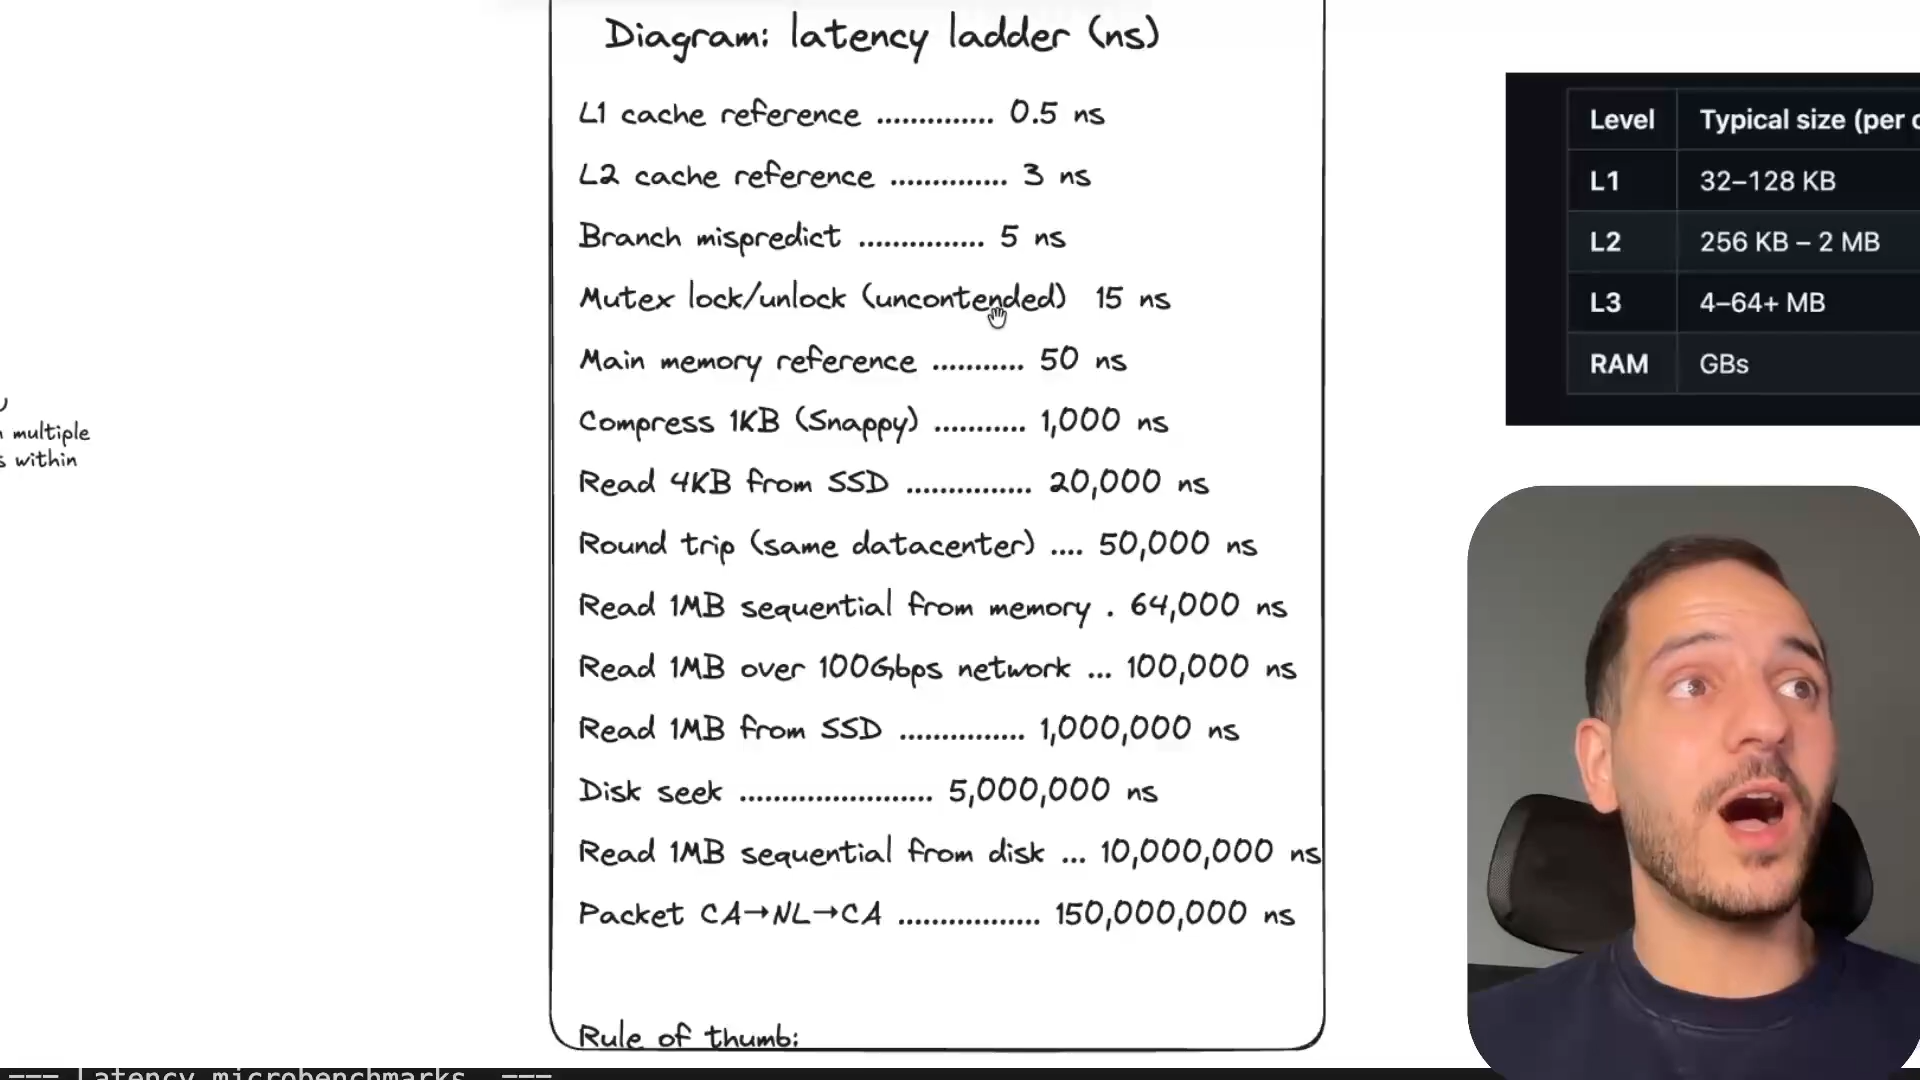 Diagram: latency ladder (ns)
L1 cache reference .............. 0.5 ns
L2 cache reference .............. 3 ns
Branch mispredict ............... 5 ns
Mutex lock/unlock (uncontended) 15 ns
Main memory reference ........... 50 ns
Compress 1KB (Snappy) ........... 1,000 ns
Read 4KB from SSD ............... 20,000 ns
Round trip (same datacenter) .... 50,000 ns
Read 1MB sequential from memory . 64,000 ns
Read 1MB over 100Gbps network ... 100,000 ns
Read 1MB from SSD ............... 1,000,000 ns
Disk seek ....................... 5,000,000 ns
Read 1MB sequential from disk ... 10,000,000 ns
Packet CA→NL→CA ................. 150,000,000 ns
Rule of thumb:
multiple
within
Level Typical size (per
L1 32–128 KB
L2 256 KB – 2 MB
L3 4–64+ MB
RAM GBs
=== Latency microbenchmarks ===